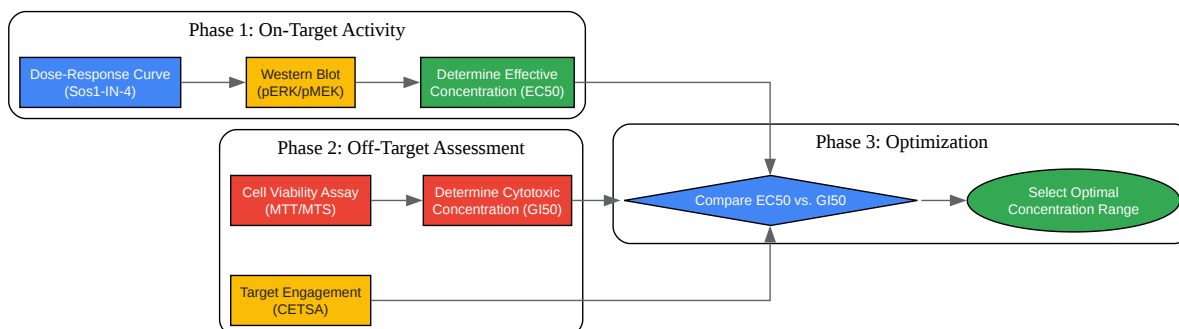 Phase 1: On-Target Activity
Dose-Response Curve
(Sos1-IN-4)
Western Blot
(pERK/pMEK)
Determine Effective
Concentration (EC50)
Phase 2: Off-Target Assessment
Cell Viability Assay
(MTT/MTS)
Determine Cytotoxic
Concentration (GI50)
Target Engagement
(CETSA)
Phase 3: Optimization
Compare EC50 vs. GI50
Select Optimal
Concentration Range